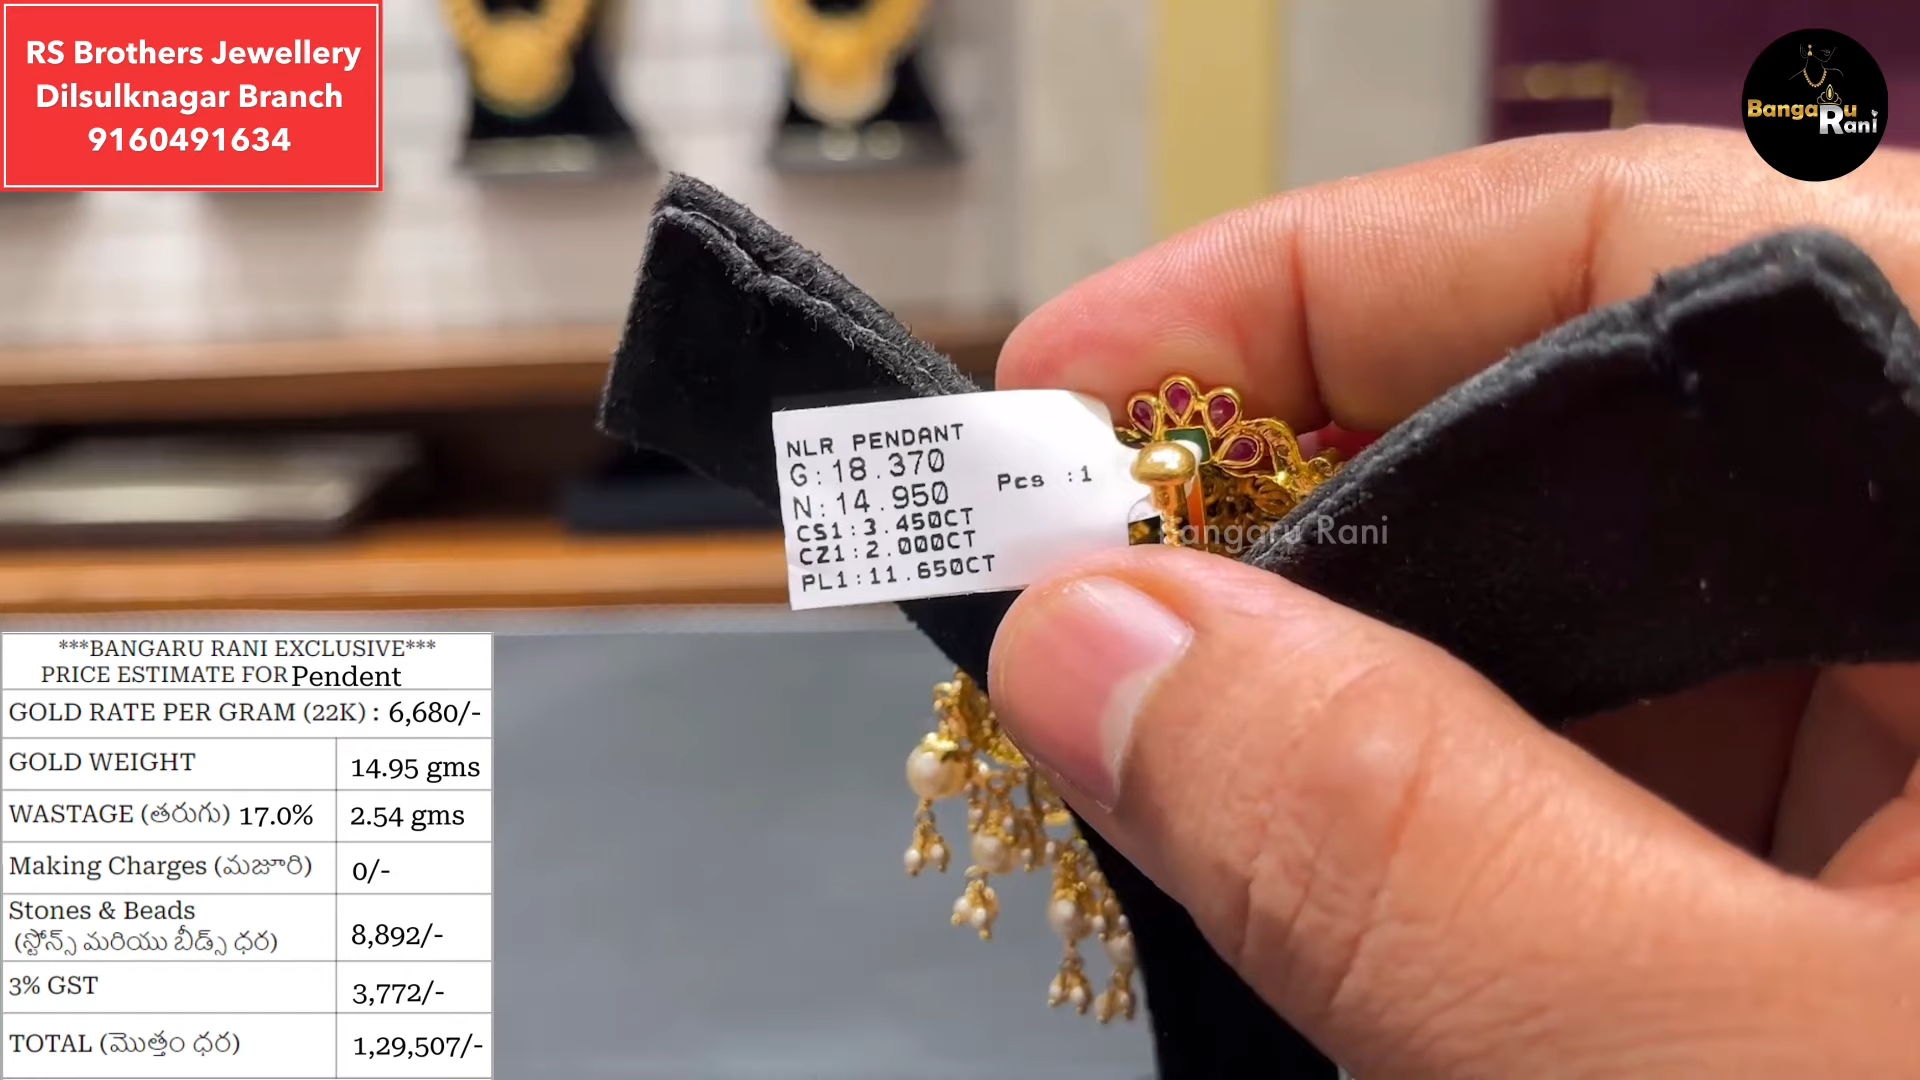 RS Brothers Jewellery
Dilsulknagar Branch
9160491634
Bangaru
Rani
NLR PENDANT
G:18.370
N:14.950
Pcs :1
CS1:3.450CT
CZ1:2.000CT
PL1:11.650CT
Bangaru Rani
***BANGARU RANI EXCLUSIVE***
PRICE ESTIMATE FOR Pendent
GOLD RATE PER GRAM (22K) : 6,680/-
GOLD WEIGHT 14.95 gms
WASTAGE (తరుగు) 17.0% 2.54 gms
Making Charges (మజూరి) 0/-
Stones & Beads
(స్టోన్స్ మరియు బీడ్స్ ధర) 8,892/-
3% GST 3,772/-
TOTAL (మొత్తం ధర) 1,29,507/-